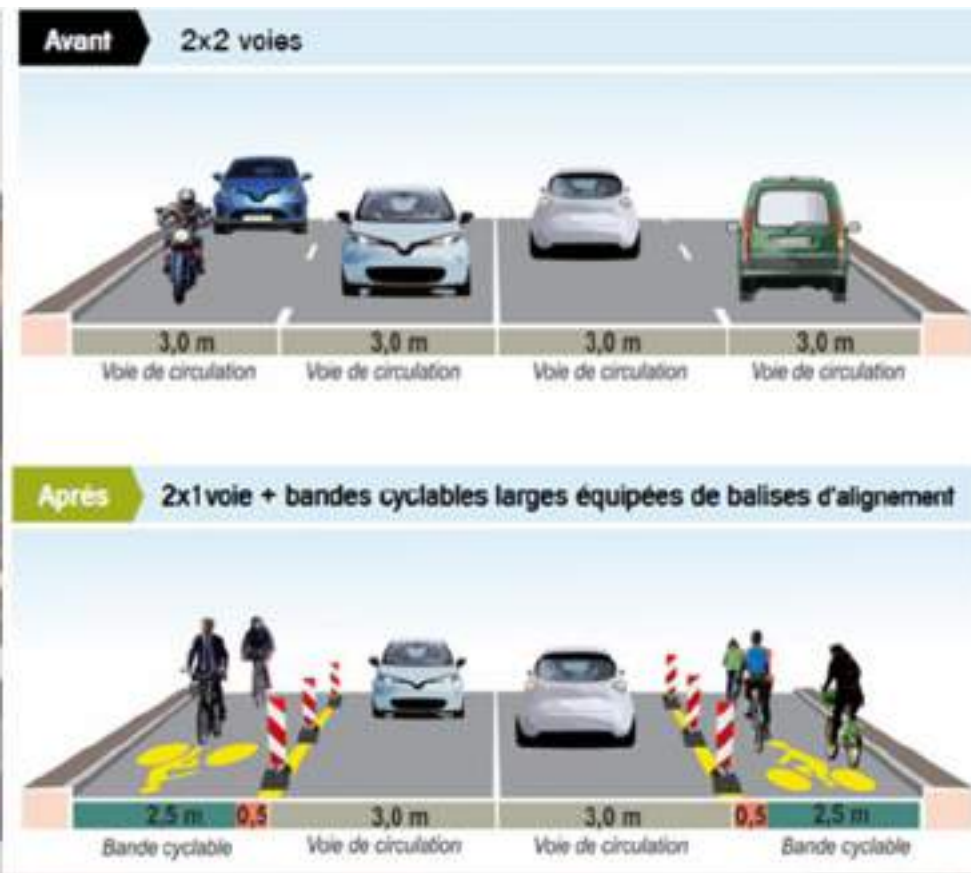 Avant 2x2 voies
3,0 m 3,0 m 3,0 m 3,0 m
Voie de circulation Voie de circulation Voie de circulation Voie de circulation
Après 2x1 voie + bandes cyclables larges équipées de balises d'alignement
2,5 m 0,5 3,0 m 3,0 m 0,5 2,5 m
Bande cyclable Voie de circulation Voie de circulation Bande cyclable